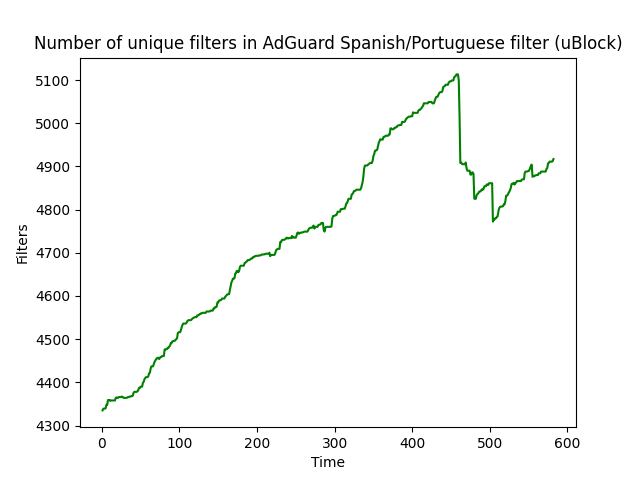 Number of unique filters in AdGuard Spanish/Portuguese filter (uBlock)
5100
5000
4900
4800
4700
4600
4500
4400
4300
Filters
0 100 200 300 400 500 600
Time